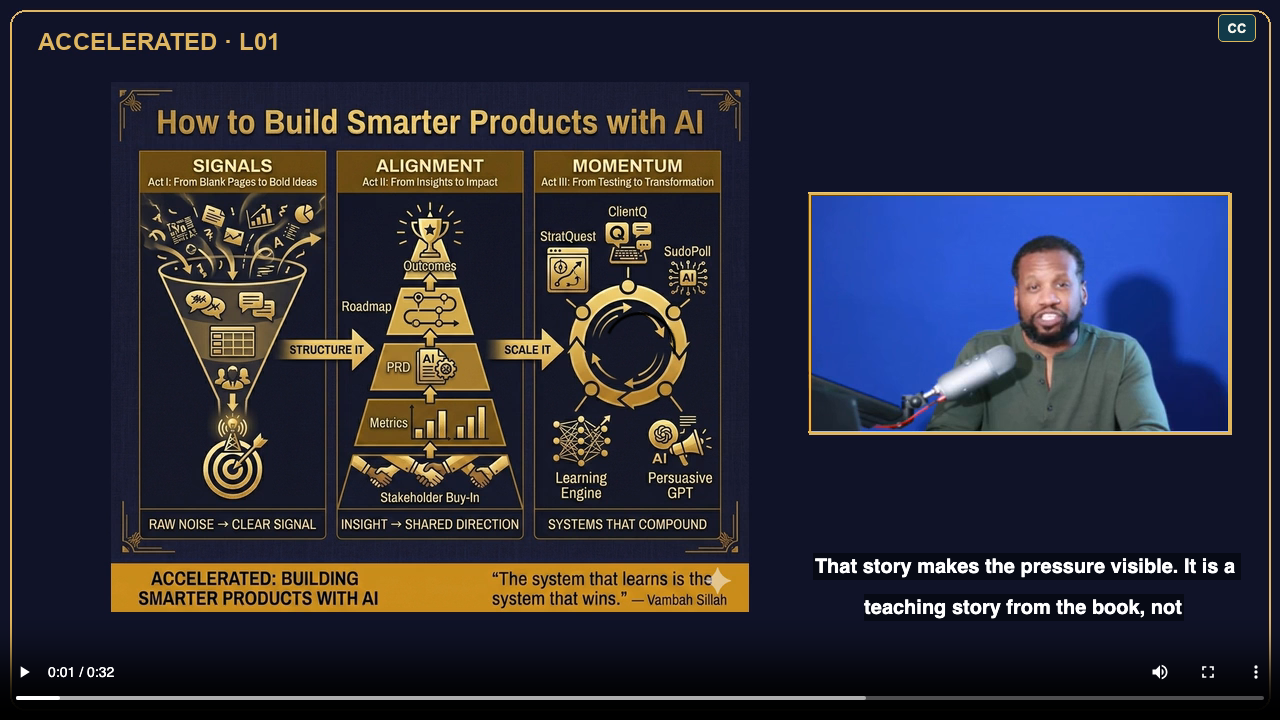 ACCELERATED · L01
CC
How to Build Smarter Products with AI
SIGNALS
Act I: From Blank Pages to Bold Ideas
ALIGNMENT
Act II: From Insights to Impact
MOMENTUM
Act III: From Testing to Transformation
Outcomes
Roadmap
PRD
AI
Metrics
Stakeholder Buy-In
STRUCTURE IT
SCALE IT
ClientQ
Q
StratQuest
SudoPoll
AI
Learning
Engine
AI
Persuasive
GPT
RAW NOISE → CLEAR SIGNAL
INSIGHT → SHARED DIRECTION
SYSTEMS THAT COMPOUND
ACCELERATED: BUILDING
SMARTER PRODUCTS WITH AI
“The system that learns is the
system that wins.” — Vambah Sillah
That story makes the pressure visible. It is a
teaching story from the book, not
0:01 / 0:32